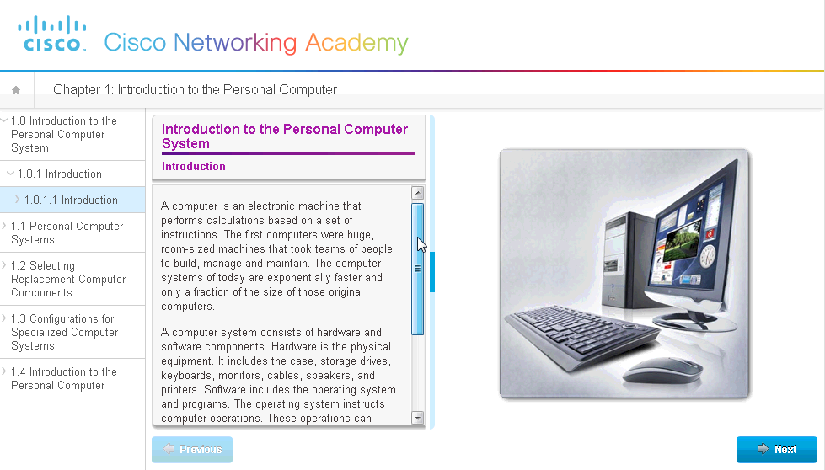 CISCO.
Cisco Networking Academy
Chapter 1: Introduction to the Personal Computer
1.0 Introduction to the
Personal Computer
System
1.0.1 Introduction
1.0.1.1 Introduction
1.1 Personal Computer
Systems
1.2 Selecting
Replacement Computer
Components
1.3 Configurations for
Specialized Computer
Systems
1.4 Introduction to the
Personal Computer
Introduction to the Personal Computer
System
Introduction
A computer is an electronic machine that
performs calculations based on a set of
instructions. The first computers were huge,
room-sized machines that took teams of people
to build, manage and maintain. The computer
systems of today are exponentially faster and
only a fraction of the size of those original
computers.
A computer system consists of hardware and
software components. Hardware is the physical
equipment. It includes the case, storage drives,
keyboards, monitors, cables, speakers, and
printers. Software includes the operating system
and programs. The operating system instructs
computer operations. These operations can
Previous
Next